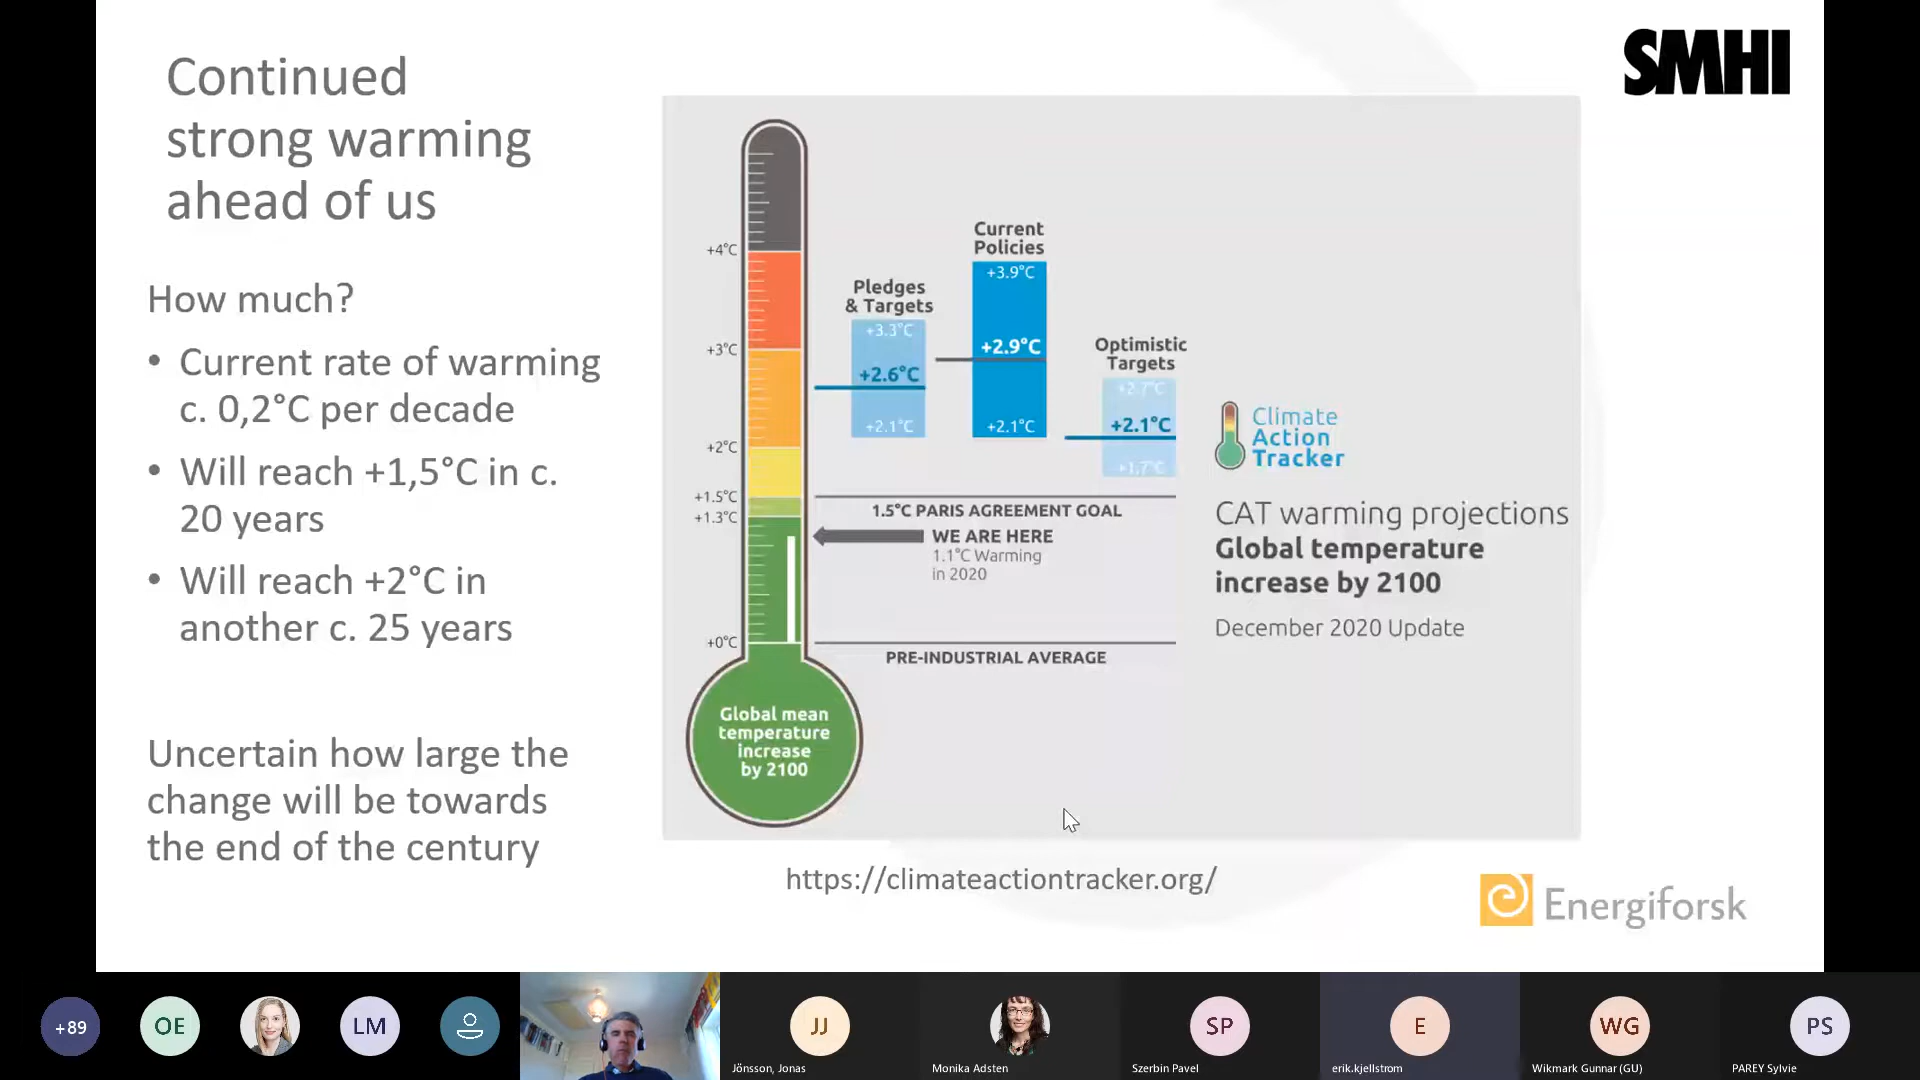 Continued
strong warming
ahead of us
SMHI
How much?
• Current rate of warming
c. 0,2°C per decade
• Will reach +1,5°C in c.
20 years
• Will reach +2°C in
another c. 25 years
Uncertain how large the
change will be towards
the end of the century
+4°C
+3°C
+2°C
+1.5°C
+1.3°C
+0°C
Global mean
temperature
increase
by 2100
Pledges
& Targets
+3.3°C
+2.6°C
+2.1°C
Current
Policies
+3.9°C
+2.9°C
+2.1°C
Optimistic
Targets
+2.7°C
+2.1°C
+1.7°C
1.5°C PARIS AGREEMENT GOAL
WE ARE HERE
1.1°C Warming
in 2020
PRE-INDUSTRIAL AVERAGE
Climate
Action
Tracker
CAT warming projections
Global temperature
increase by 2100
December 2020 Update
https://climateactiontracker.org/
Energiforsk
+89
OE
LM
JJ
Jönsson, Jonas
Monika Adsten
SP
Szerbin Pavel
E
erik.kjellstrom
WG
Wikmark Gunnar (GU)
PS
PAREY Sylvie